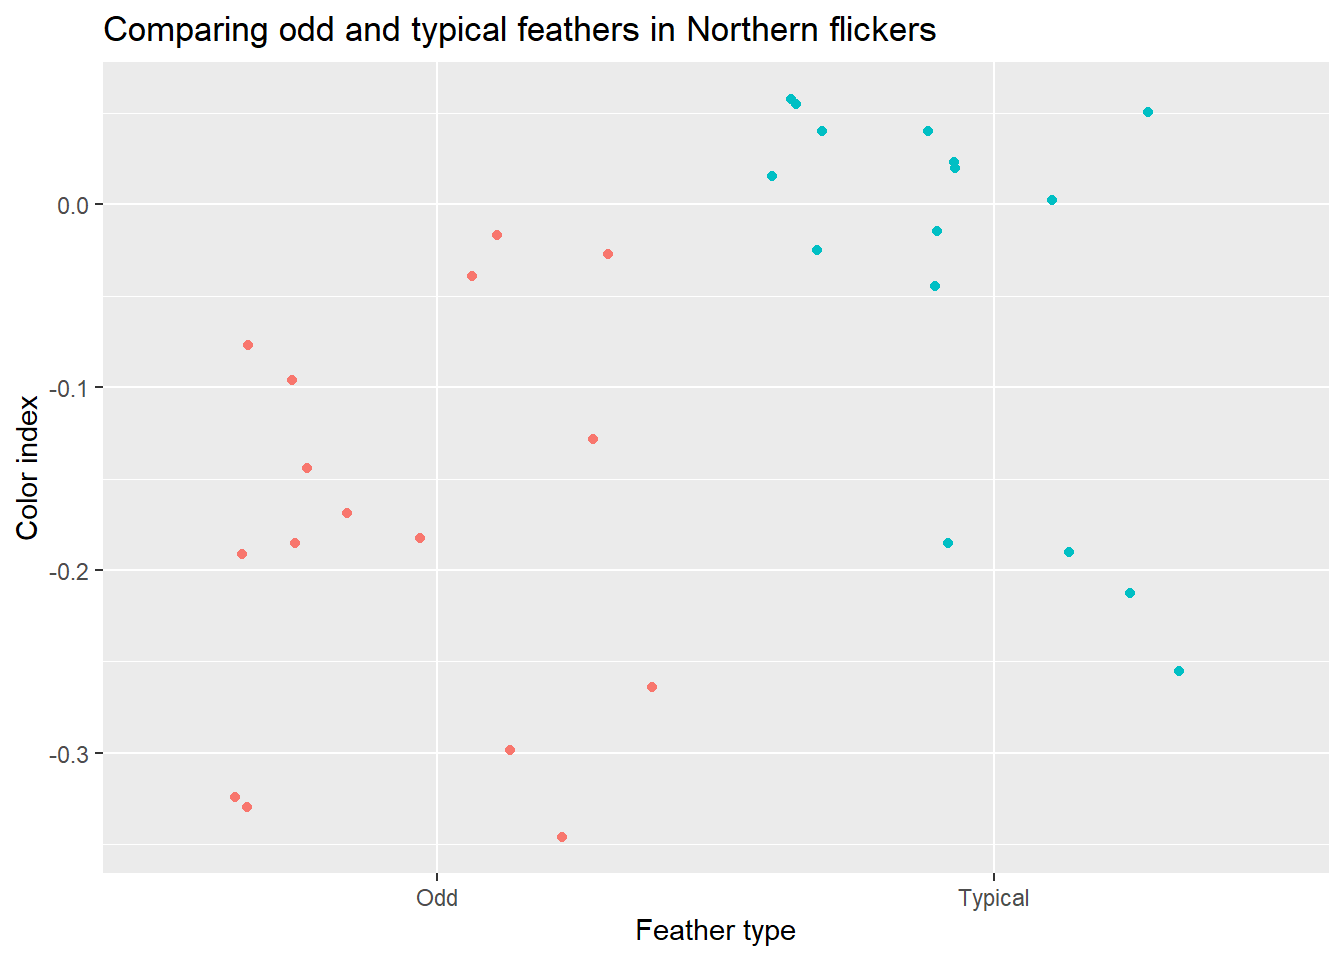 Comparing odd and typical feathers in Northern flickers
0.0
-0.1
-0.2
-0.3
Color index
Odd
Typical
Feather type